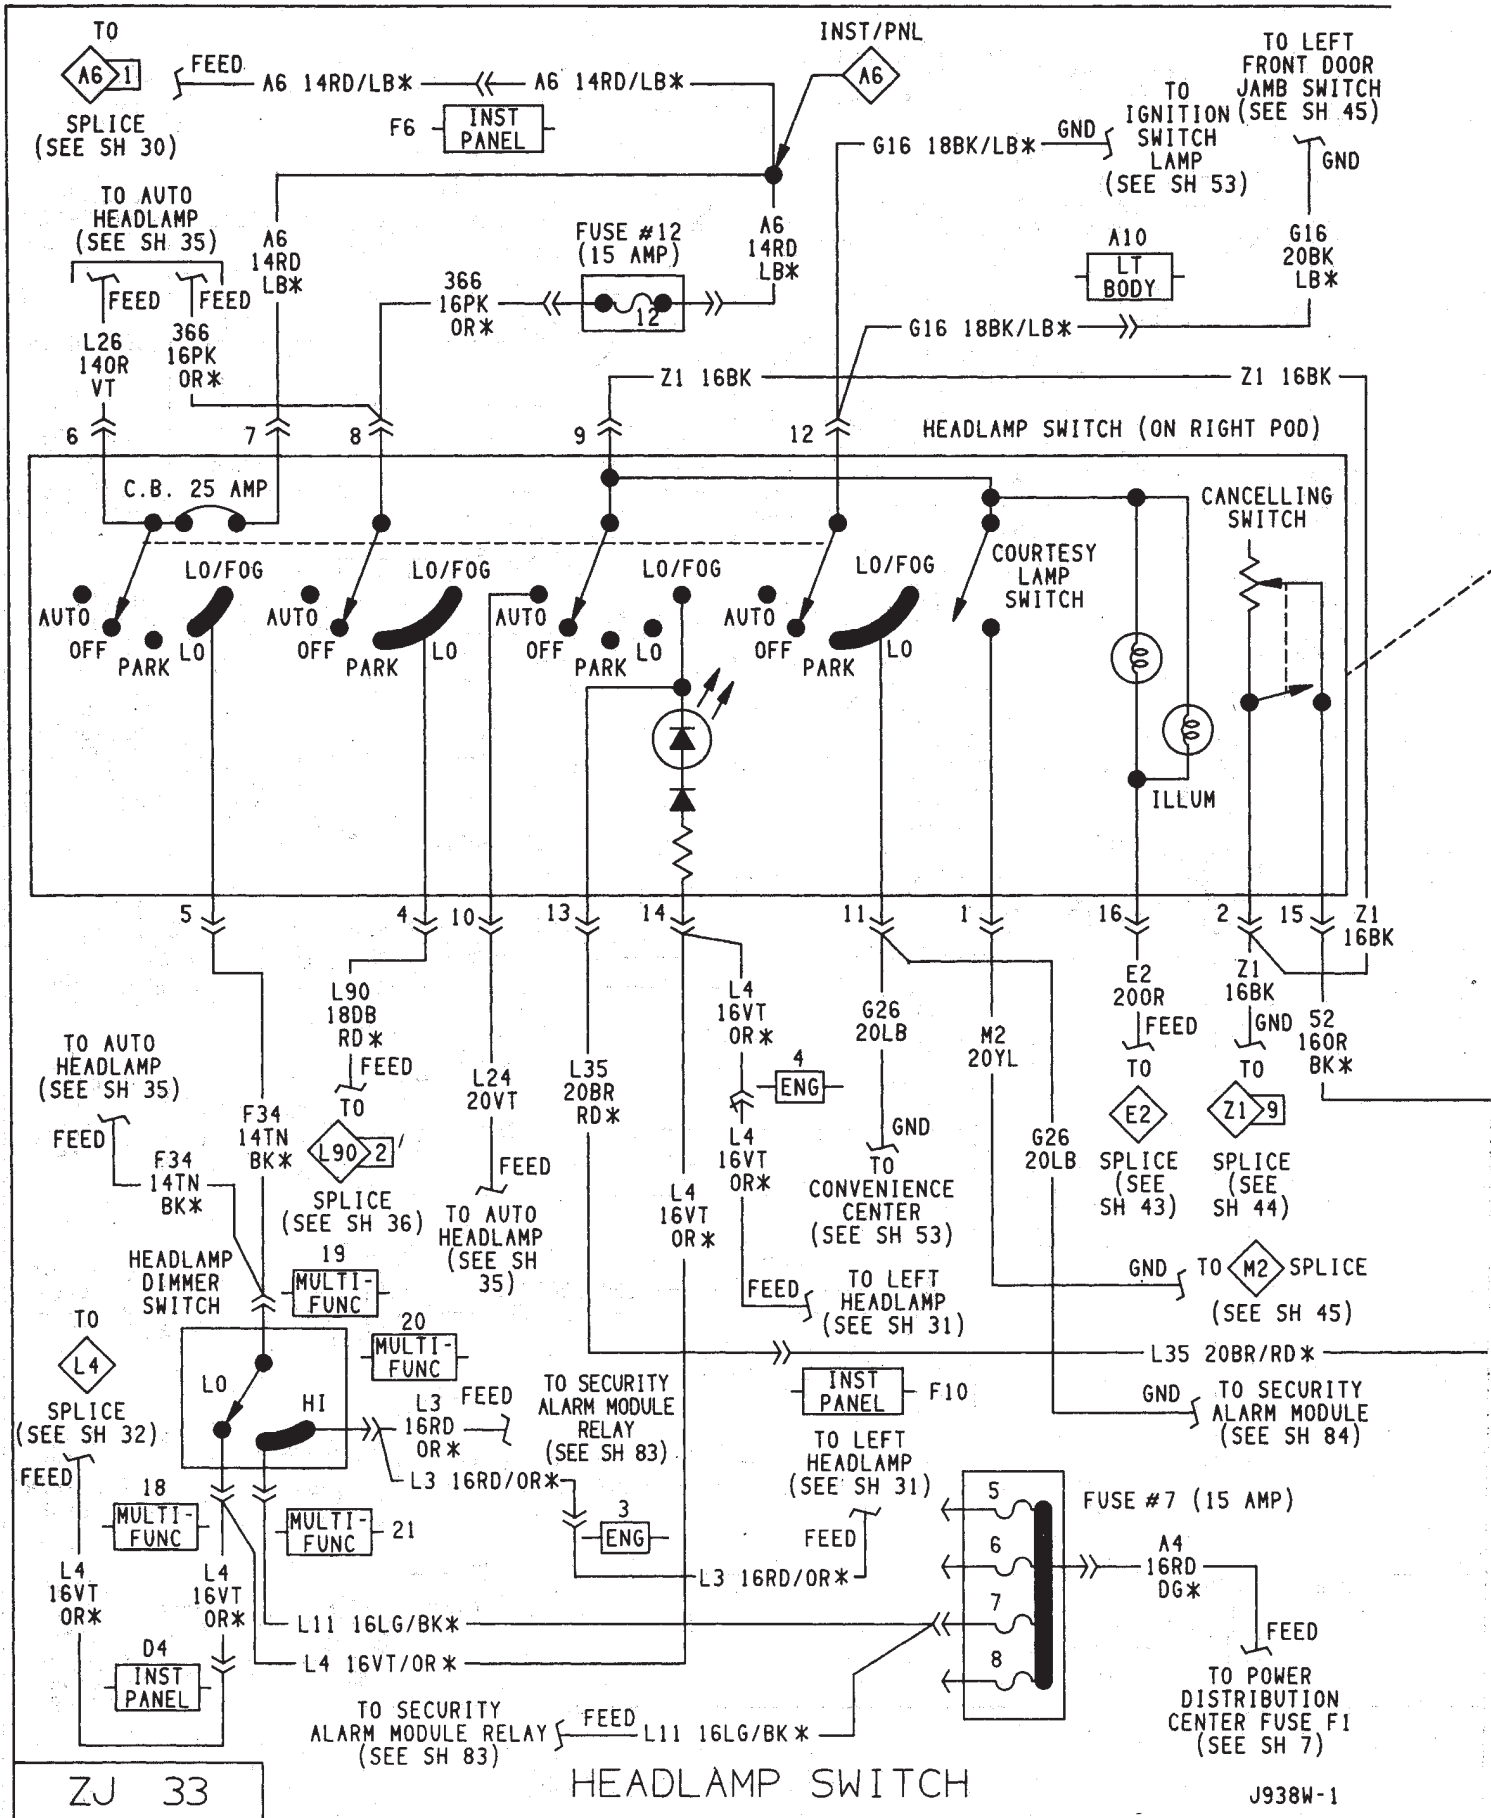 TO
A6
1
FEED
A6 14RD/LB*
A6 14RD/LB*
SPLICE
(SEE SH 30)
F6
INST
PANEL
INST/PNL
A6
TO LEFT
FRONT DOOR
JAMB SWITCH
(SEE SH 45)
GND
TO
IGNITION
SWITCH
LAMP
(SEE SH 53)
G16 18BK/LB*
GND
TO AUTO
HEADLAMP
(SEE SH 35)
FEED
FEED
L26
14OR
VT
366
16PK
OR*
A6
14RD
LB*
366
16PK
OR*
FUSE #12
(15 AMP)
12
A6
14RD
LB*
A10
LT
BODY
G16
20BK
LB*
G16 18BK/LB*
Z1 16BK
Z1 16BK
6
7
8
9
12
HEADLAMP SWITCH (ON RIGHT POD)
C.B. 25 AMP
CANCELLING
SWITCH
COURTESY
LAMP
SWITCH
LO/FOG
AUTO
OFF
PARK
LO
LO/FOG
AUTO
OFF
PARK
LO
LO/FOG
AUTO
OFF
PARK
LO
LO/FOG
AUTO
OFF
PARK
LO
ILLUM
5
4
10
13
14
11
1
16
2
15
Z1
16BK
L90
18DB
RD*
FEED
TO
L90
2
SPLICE
(SEE SH 36)
L24
20VT
FEED
TO AUTO
HEADLAMP
(SEE SH
35)
L35
20BR
RD*
L4
16VT
OR*
4
ENG
L4
16VT
OR*
L4
16VT
OR*
G26
20LB
GND
TO
CONVENIENCE
CENTER
(SEE SH 53)
M2
20YL
G26
20LB
E2
20OR
FEED
TO
E2
SPLICE
(SEE
SH 43)
Z1
16BK
GND
TO
Z1
9
SPLICE
(SEE
SH 44)
52
16OR
BK*
TO AUTO
HEADLAMP
(SEE SH 35)
FEED
F34
14TN
BK*
F34
14TN
BK*
HEADLAMP
DIMMER
SWITCH
19
MULTI-
FUNC
20
MULTI-
FUNC
LO
HI
TO
L4
SPLICE
(SEE SH 32)
FEED
L3
16RD
OR*
FEED
TO SECURITY
ALARM MODULE
RELAY
(SEE SH 83)
L3 16RD/OR*
FEED
TO LEFT
HEADLAMP
(SEE SH 31)
GND
TO
M2
SPLICE
(SEE SH 45)
L35 20BR/RD*
INST
PANEL
F10
GND
TO SECURITY
ALARM MODULE
(SEE SH 84)
TO LEFT
HEADLAMP
(SEE SH 31)
FEED
3
ENG
L3 16RD/OR*
18
MULTI-
FUNC
MULTI-
FUNC
21
L4
16VT
OR*
L4
16VT
OR*
D4
INST
PANEL
L11 16LG/BK*
L4 16VT/OR*
5
6
7
8
FUSE #7 (15 AMP)
A4
16RD
DG*
FEED
TO POWER
DISTRIBUTION
CENTER FUSE F1
(SEE SH 7)
TO SECURITY
ALARM MODULE RELAY
(SEE SH 83)
FEED
L11 16LG/BK*
ZJ 33
HEADLAMP SWITCH
J938W-1